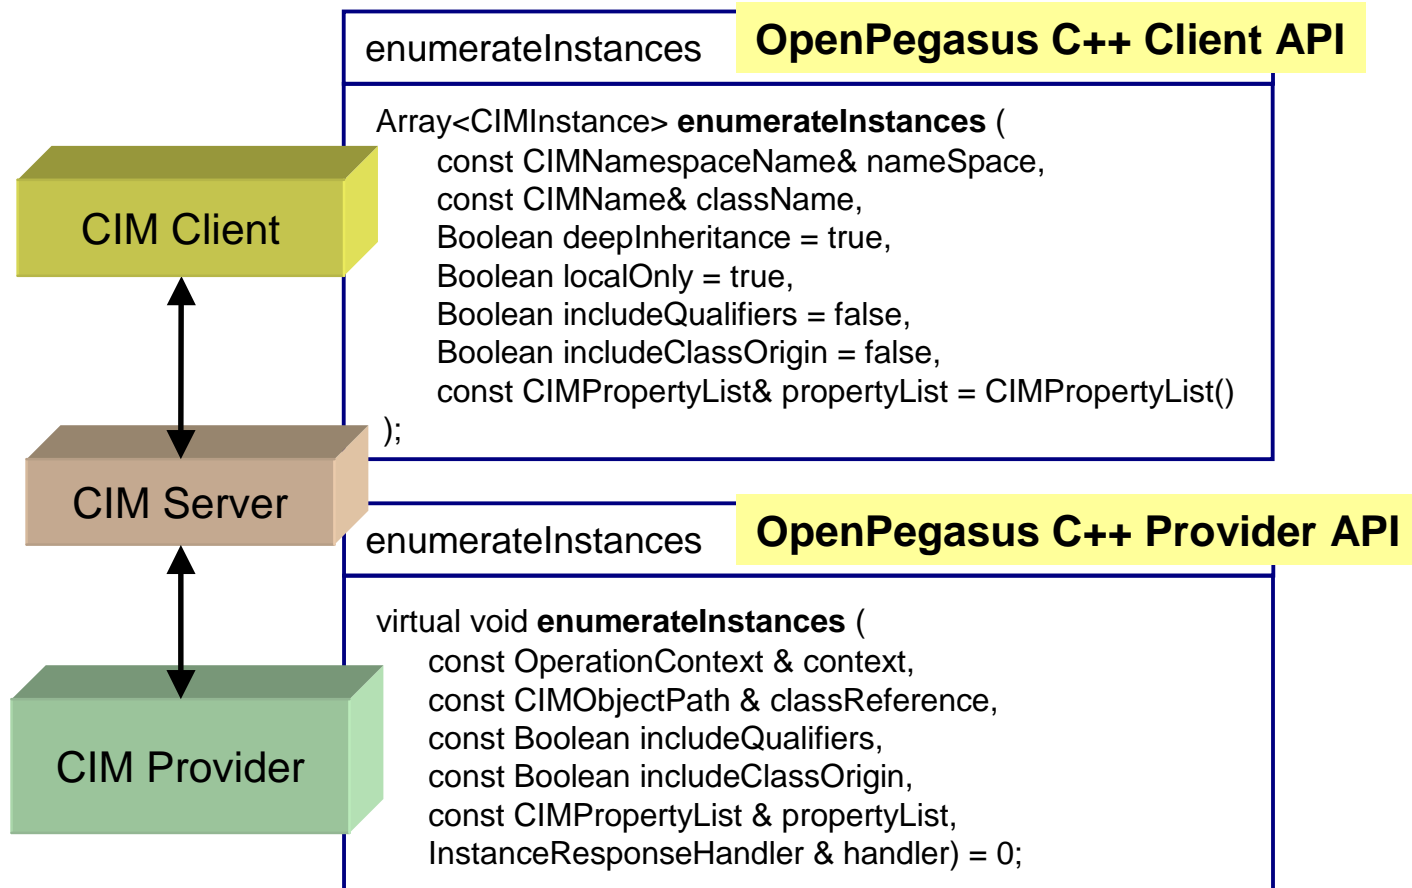 enumerateInstances
OpenPegasus C++ Client API
Array<CIMInstance> enumerateInstances (
const CIMNamespaceName& nameSpace,
const CIMName& className,
Boolean deepInheritance = true,
Boolean localOnly = true,
Boolean includeQualifiers = false,
Boolean includeClassOrigin = false,
const CIMPropertyList& propertyList = CIMPropertyList()
);
CIM Client
CIM Server
CIM Provider
enumerateInstances
OpenPegasus C++ Provider API
virtual void enumerateInstances (
const OperationContext & context,
const CIMObjectPath & classReference,
const Boolean includeQualifiers,
const Boolean includeClassOrigin,
const CIMPropertyList & propertyList,
InstanceResponseHandler & handler) = 0;